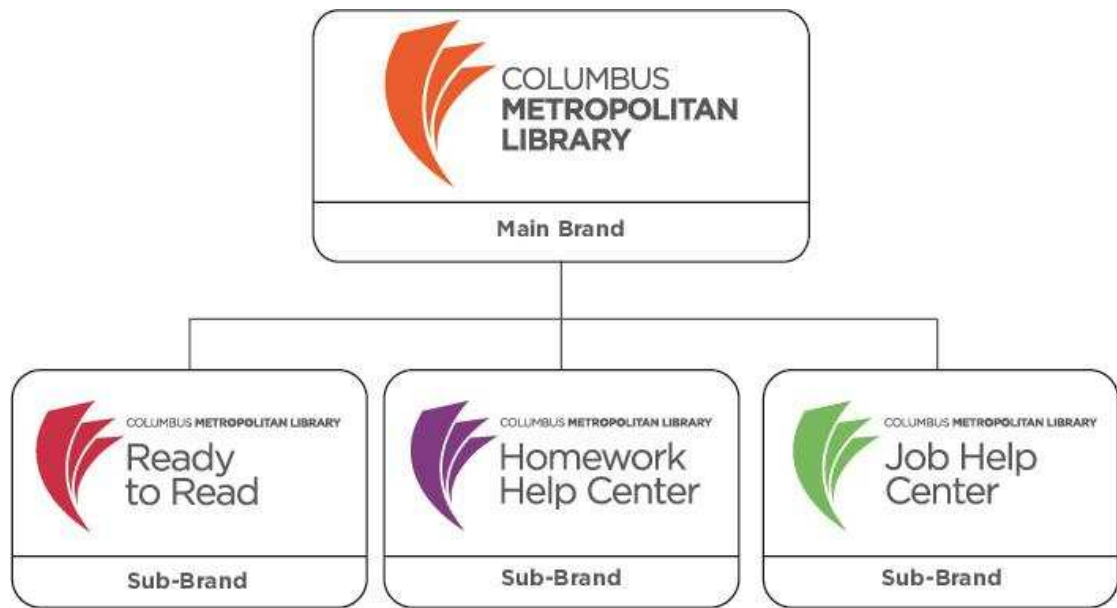 COLUMBUS
METROPOLITAN
LIBRARY
Main Brand
COLUMBUS METROPOLITAN LIBRARY
Ready
to Read
Sub-Brand
COLUMBUS METROPOLITAN LIBRARY
Homework
Help Center
Sub-Brand
COLUMBUS METROPOLITAN LIBRARY
Job Help
Center
Sub-Brand